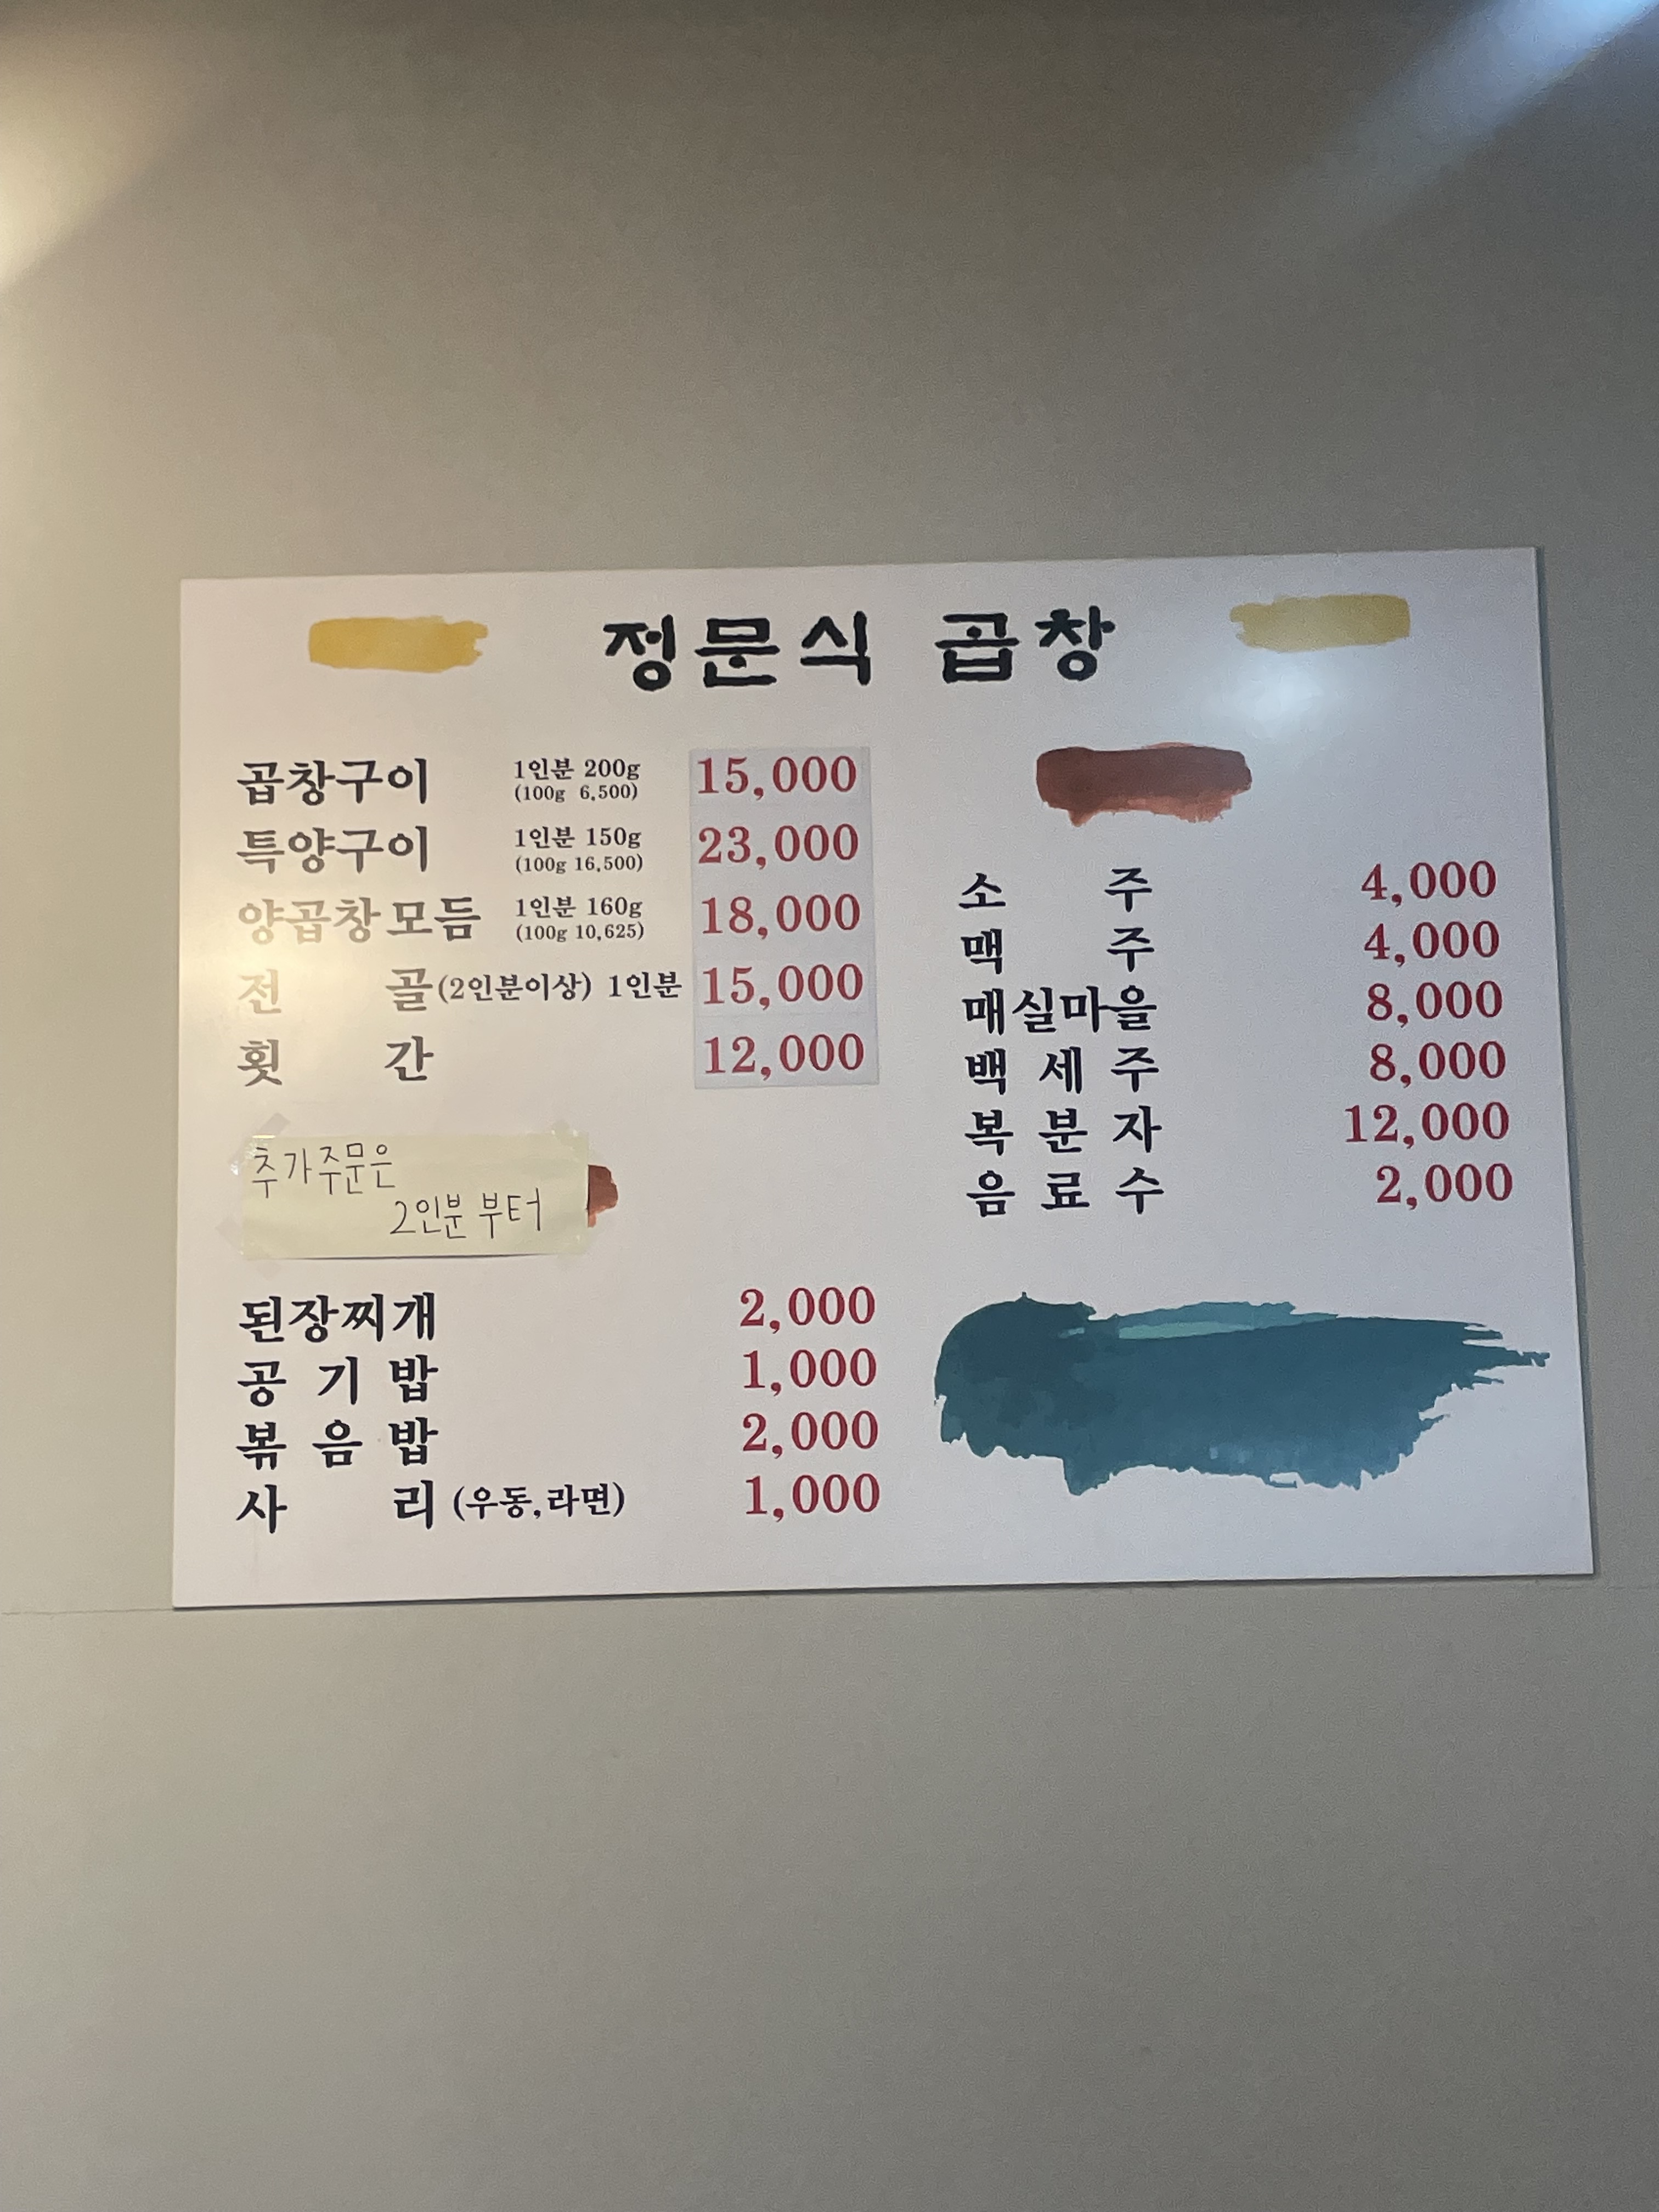 정문식 곱창
곱창구이 1인분 200g 15,000
(100g 6,500)
특양구이 1인분 150g 23,000
(100g 16,500)
양곱창모듬 1인분 160g 18,000
(100g 10,625)
전 골(2인분이상) 1인분 15,000
횟 간 12,000
추가주문은
2인분 부터
된장찌개 2,000
공 기 밥 1,000
볶 음 밥 2,000
사 리 (우동,라면) 1,000
소 주 4,000
맥 주 4,000
매실마을 8,000
백 세 주 8,000
복 분 자 12,000
음 료 수 2,000